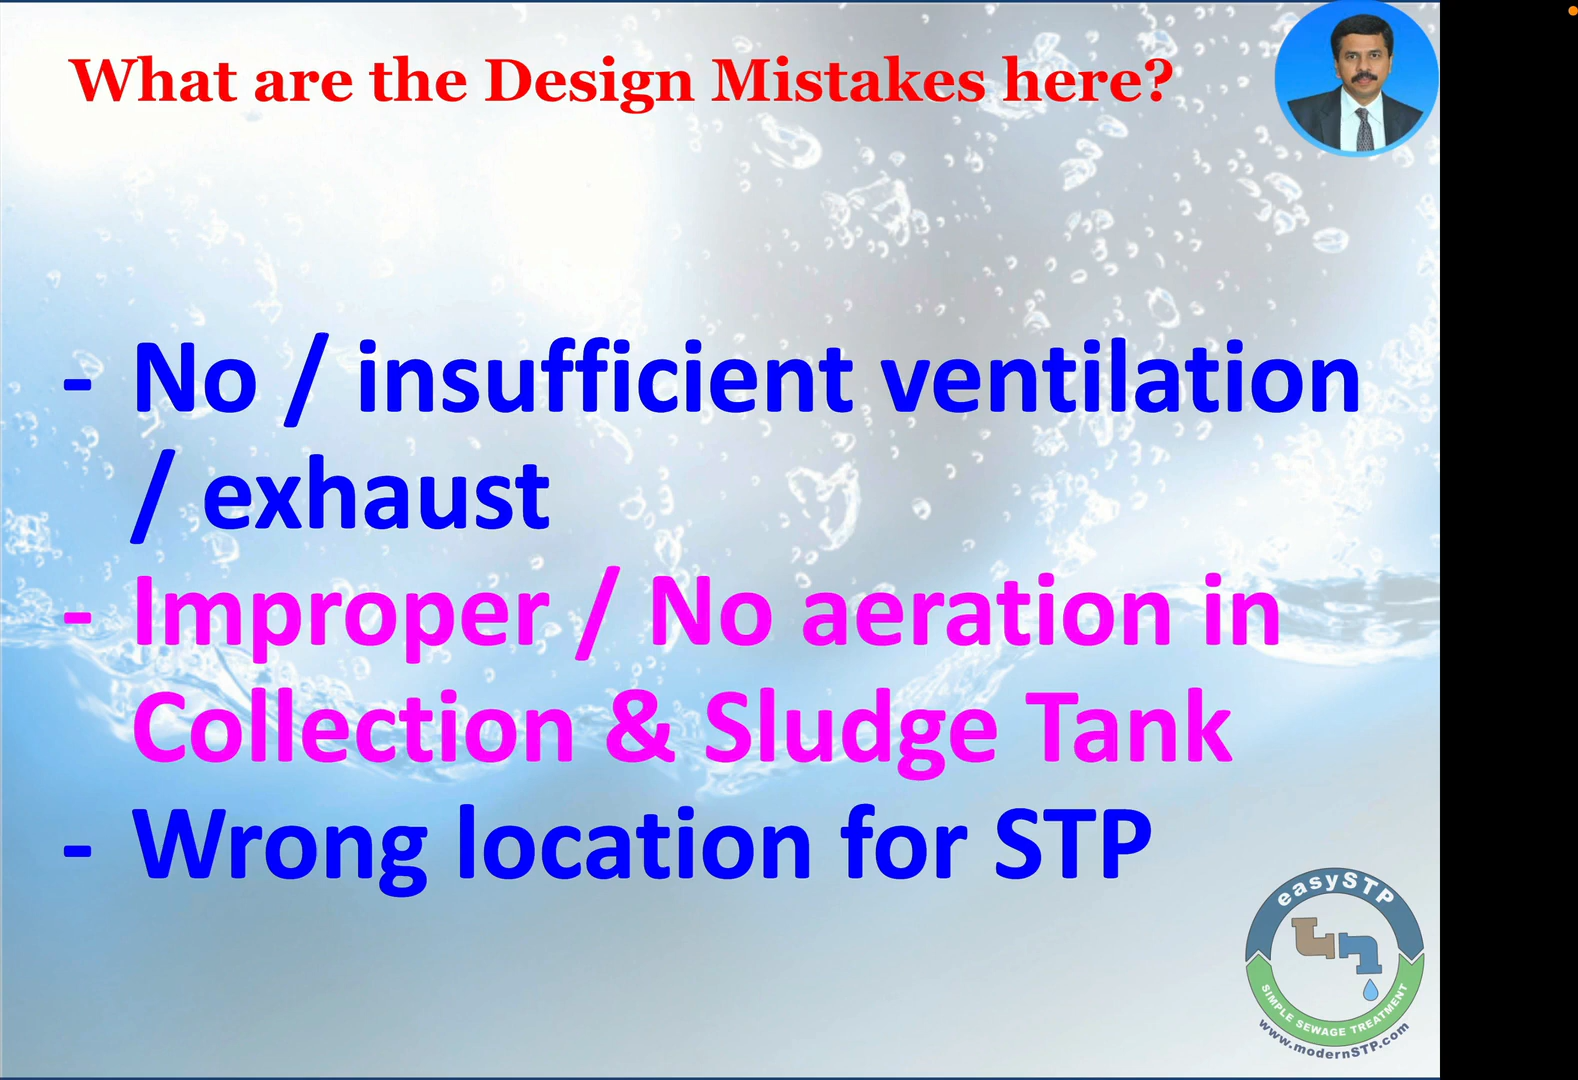 What are the Design Mistakes here?
- No / insufficient ventilation
/ exhaust
- Improper / No aeration in
Collection & Sludge Tank
- Wrong location for STP
easySTP
SIMPLE SEWAGE TREATMENT
www.modernSTP.com